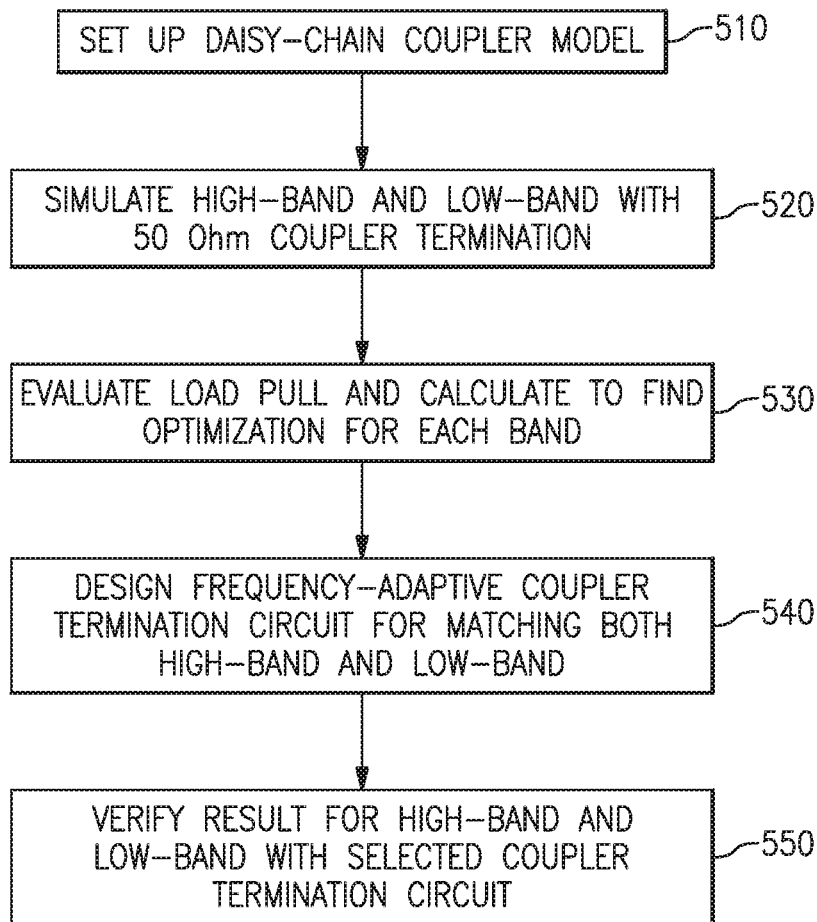 SET UP DAISY-CHAIN COUPLER MODEL
510
SIMULATE HIGH-BAND AND LOW-BAND WITH
50 Ohm COUPLER TERMINATION
520
EVALUATE LOAD PULL AND CALCULATE TO FIND
OPTIMIZATION FOR EACH BAND
530
DESIGN FREQUENCY-ADAPTIVE COUPLER
TERMINATION CIRCUIT FOR MATCHING BOTH
HIGH-BAND AND LOW-BAND
540
VERIFY RESULT FOR HIGH-BAND AND
LOW-BAND WITH SELECTED COUPLER
TERMINATION CIRCUIT
550